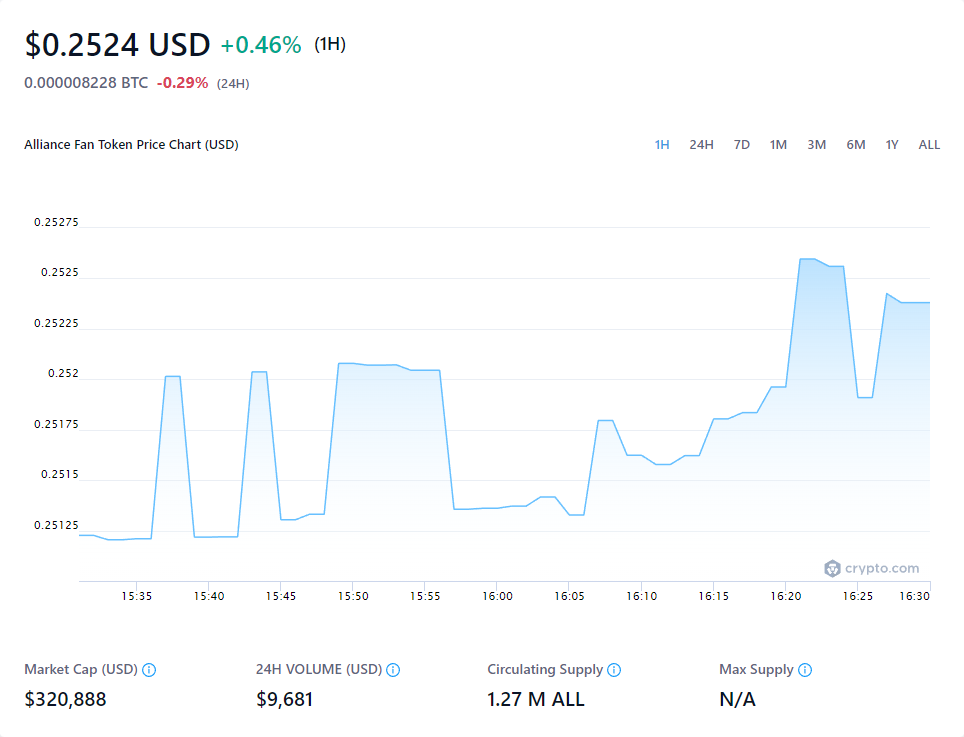 $0.2524 USD +0.46% (1H)
0.000008228 BTC -0.29% (24H)
Alliance Fan Token Price Chart (USD)
1H 24H 7D 1M 3M 6M 1Y ALL
0.25275
0.2525
0.25225
0.252
0.25175
0.2515
0.25125
crypto.com
15:35 15:40 15:45 15:50 15:55 16:00 16:05 16:10 16:15 16:20 16:25 16:30
Market Cap (USD) 24H VOLUME (USD) Circulating Supply Max Supply
$320,888 $9,681 1.27 M ALL N/A